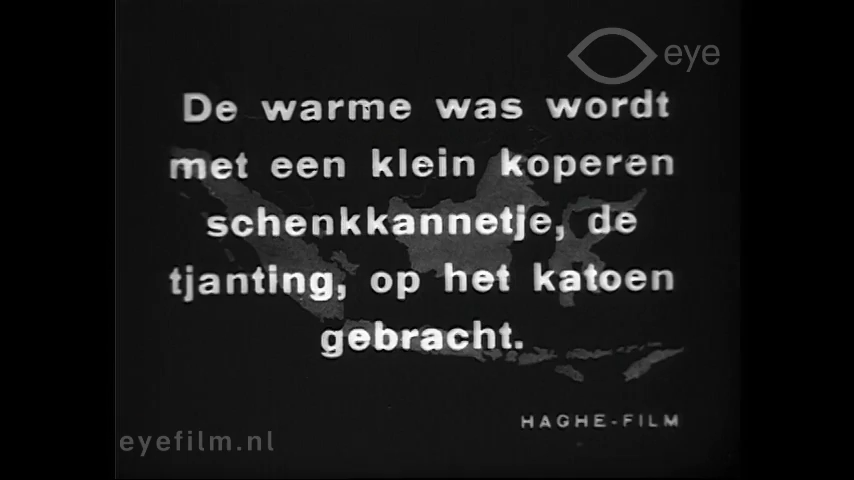 eye
De warme was wordt
met een klein koperen
schenkkannetje, de
tjanting, op het katoen
gebracht.
HAGHE-FILM
eyefilm.nl